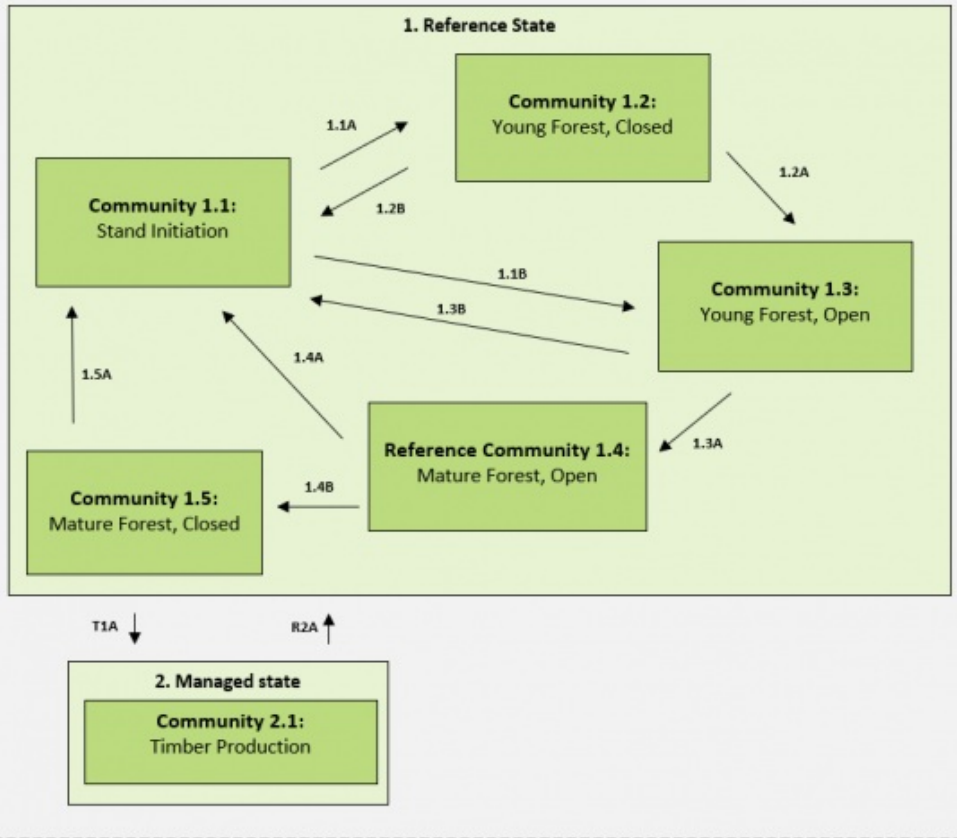 1. Reference State
Community 1.2:
Young Forest, Closed
1.1A
1.2A
Community 1.1:
Stand Initiation
1.2B
1.1B
Community 1.3:
Young Forest, Open
1.3B
1.4A
1.5A
Reference Community 1.4:
Mature Forest, Open
1.3A
1.4B
Community 1.5:
Mature Forest, Closed
T1A
R2A
2. Managed state
Community 2.1:
Timber Production